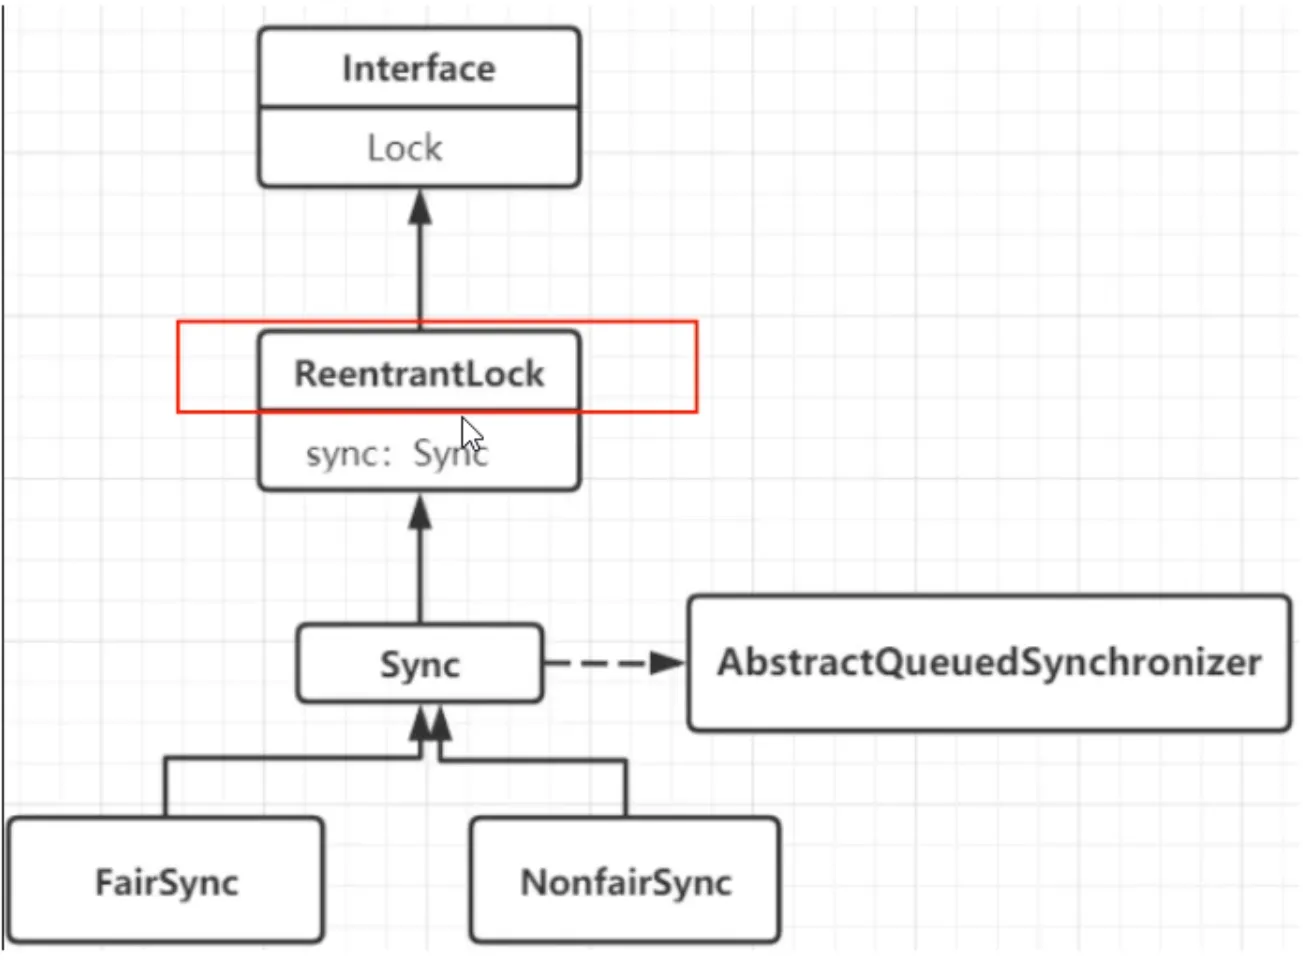 Interface
Lock
ReentrantLock
sync: Sync
Sync
AbstractQueuedSynchronizer
FairSync
NonfairSync